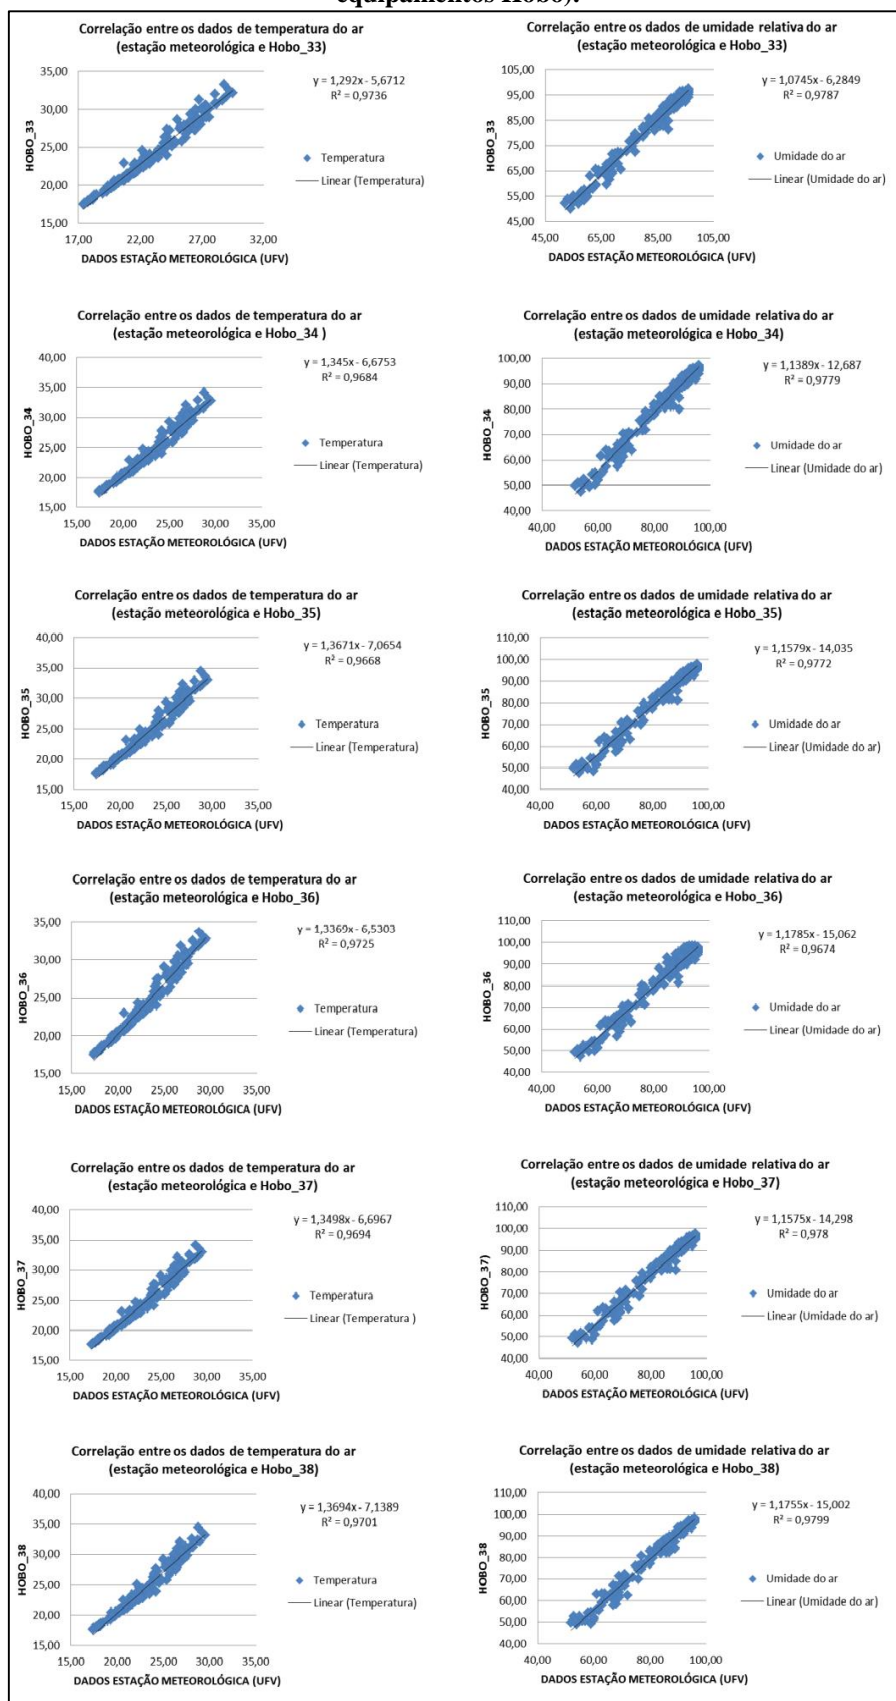 equipamentos Hobo).
Correlação entre os dados de temperatura do ar
(estação meteorológica e Hobo_33)
35,00
30,00
25,00
20,00
15,00
HOBO_33
17,00 22,00 27,00 32,00
DADOS ESTAÇÃO METEOROLÓGICA (UFV)
y = 1,292x - 5,6712
R² = 0,9736
Temperatura
Linear (Temperatura)
Correlação entre os dados de umidade relativa do ar
(estação meteorológica e Hobo_33)
105,00
95,00
85,00
75,00
65,00
55,00
45,00
HOBO_33
45,00 65,00 85,00 105,00
DADOS ESTAÇÃO METEOROLÓGICA (UFV)
y = 1,0745x - 6,2849
R² = 0,9787
Umidade do ar
Linear (Umidade do ar)
Correlação entre os dados de temperatura do ar
(estação meteorológica e Hobo_34 )
40,00
35,00
30,00
25,00
20,00
15,00
HOBO_34
15,00 20,00 25,00 30,00 35,00
DADOS ESTAÇÃO METEOROLÓGICA (UFV)
y = 1,345x - 6,6753
R² = 0,9684
Temperatura
Linear (Temperatura)
Correlação entre os dados de umidade relativa do ar
(estação meteorológica e Hobo_34)
100,00
90,00
80,00
70,00
60,00
50,00
40,00
HOBO_34
40,00 60,00 80,00 100,00
DADOS ESTAÇÃO METEOROLÓGICA (UFV)
y = 1,1389x - 12,687
R² = 0,9779
Umidade do ar
Linear (Umidade do ar)
Correlação entre os dados de temperatura do ar
(estação meteorológica e Hobo_35)
40,00
35,00
30,00
25,00
20,00
15,00
HOBO_35
15,00 20,00 25,00 30,00 35,00
DADOS ESTAÇÃO METEOROLÓGICA (UFV)
y = 1,3671x - 7,0654
R² = 0,9668
Temperatura
Linear (Temperatura)
Correlação entre os dados de umidade relativa do ar
(estação meteorológica e Hobo_35)
110,00
100,00
90,00
80,00
70,00
60,00
50,00
40,00
HOBO_35
40,00 60,00 80,00 100,00
DADOS ESTAÇÃO METEOROLÓGICA (UFV)
y = 1,1579x - 14,035
R² = 0,9772
Umidade do ar
Linear (Umidade do ar)
Correlação entre os dados de temperatura do ar
(estação meteorológica e Hobo_36)
35,00
30,00
25,00
20,00
15,00
HOBO_36
15,00 20,00 25,00 30,00 35,00
DADOS ESTAÇÃO METEOROLÓGICA (UFV)
y = 1,3369x - 6,5303
R² = 0,9725
Temperatura
Linear (Temperatura)
Correlação entre os dados de umidade relativa do ar
(estação meteorológica e Hobo_36)
110,00
100,00
90,00
80,00
70,00
60,00
50,00
40,00
HOBO_36
40,00 60,00 80,00 100,00
DADOS ESTAÇÃO METEOROLÓGICA (UFV)
y = 1,1785x - 15,062
R² = 0,9674
Umidade do ar
Linear (Umidade do ar)
Correlação entre os dados de temperatura do ar
(estação meteorológica e Hobo_37)
40,00
35,00
30,00
25,00
20,00
15,00
HOBO_37
15,00 20,00 25,00 30,00 35,00
DADOS ESTAÇÃO METEOROLÓGICA (UFV)
y = 1,3498x - 6,6967
R² = 0,9694
Temperatura
Linear (Temperatura )
Correlação entre os dados de umidade relativa do ar
(estação meteorológica e Hobo_37)
110,00
100,00
90,00
80,00
70,00
60,00
50,00
40,00
HOBO_37)
40,00 60,00 80,00 100,00
DADOS ESTAÇÃO METEOROLÓGICA (UFV)
y = 1,1575x - 14,298
R² = 0,978
Umidade do ar
Linear (Umidade do ar)
Correlação entre os dados de temperatura do ar
(estação meteorológica e Hobo_38)
40,00
35,00
30,00
25,00
20,00
15,00
HOBO_38
15,00 20,00 25,00 30,00 35,00
DADOS ESTAÇÃO METEOROLÓGICA (UFV)
y = 1,3694x - 7,1389
R² = 0,9701
Temperatura
Linear (Temperatura)
Correlação entre os dados de umidade relativa do ar
(estação meteorológica e Hobo_38)
110,00
100,00
90,00
80,00
70,00
60,00
50,00
40,00
HOBO_38
40,00 60,00 80,00 100,00
DADOS ESTAÇÃO METEOROLÓGICA (UFV)
y = 1,1755x - 15,002
R² = 0,9799
Umidade do ar
Linear (Umidade do ar)